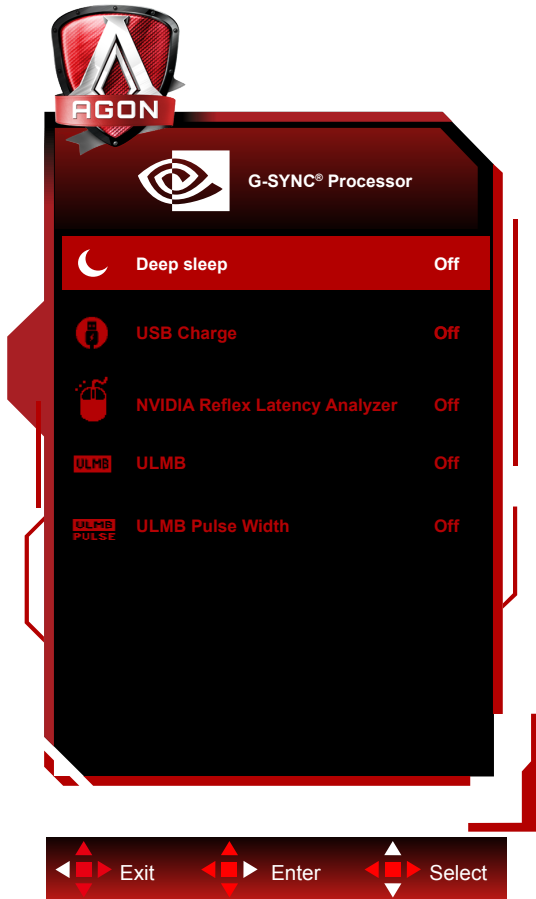 AGON
G-SYNC® Processor
Deep sleep Off
USB Charge Off
NVIDIA Reflex Latency Analyzer Off
ULMB ULMB Off
ULMB PULSE ULMB Pulse Width Off
Exit Enter Select